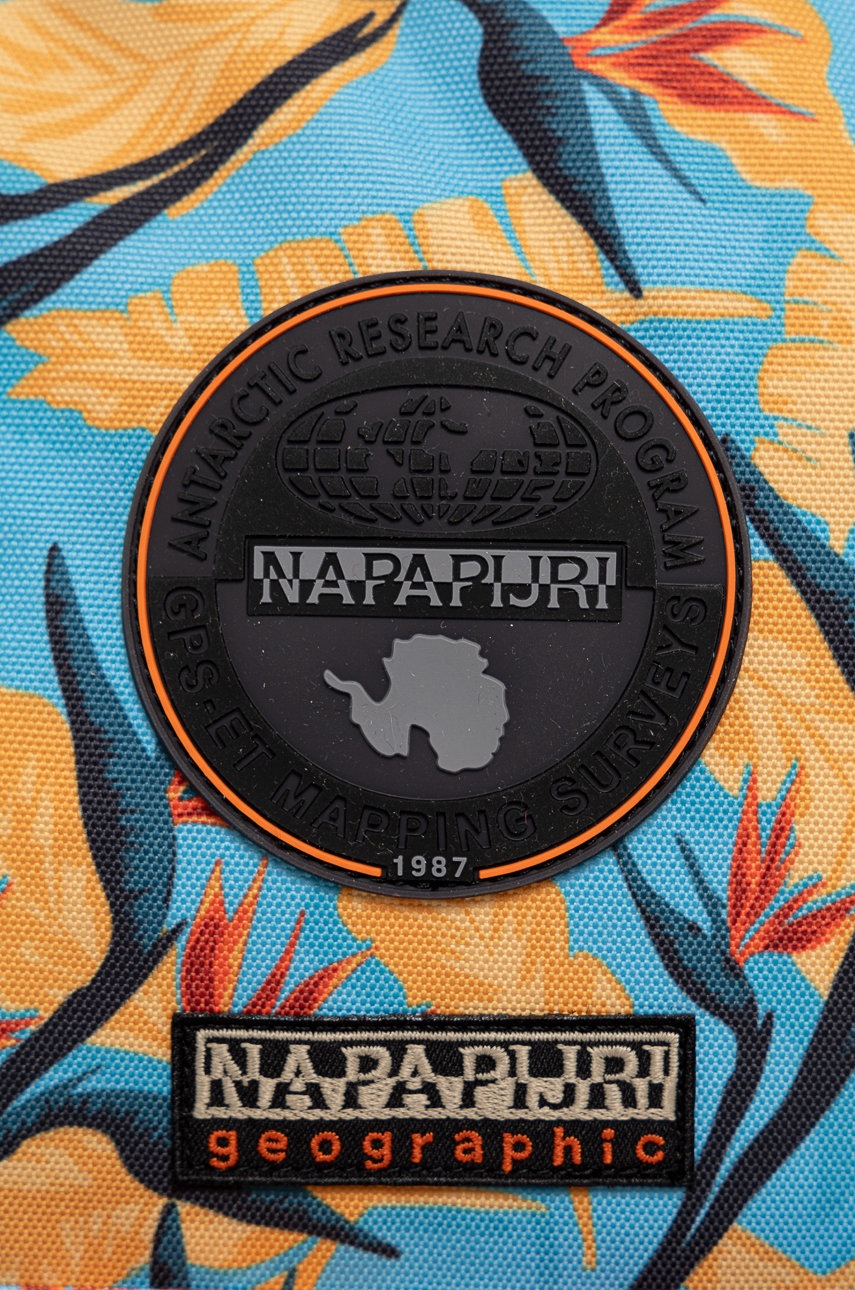 ANTARCTIC RESEARCH PROGRAM
NAPAPIJRI
GPS-ET MAPPING SURVEYS
1987
NAPAPIJRI
geographic